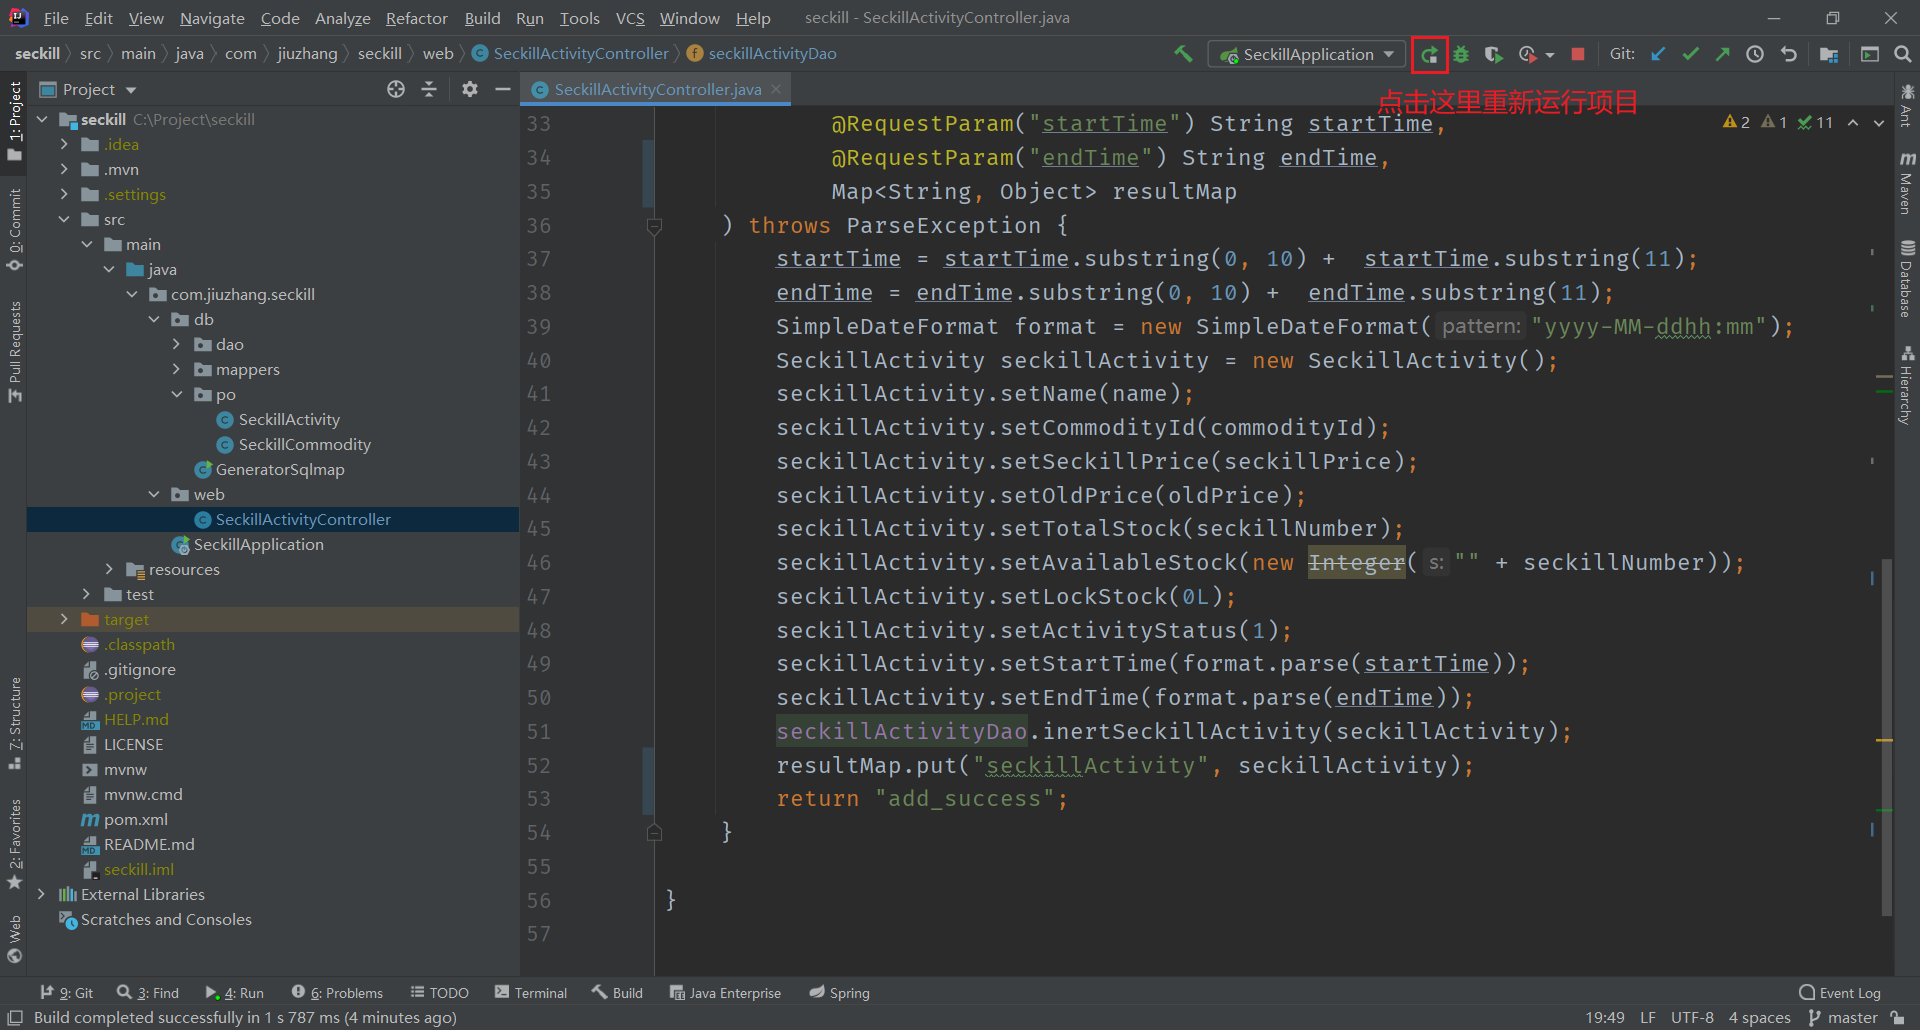 File Edit View Navigate Code Analyze Refactor Build Run Tools VCS Window Help seckill - SeckillActivityController.java
seckill src main java com jiuzhang seckill web SeckillActivityController seckillActivityDao SeckillApplication Git:
Project
SeckillActivityController.java
点击这里重新运行项目
1: Project
0: Commit
Pull Requests
7: Structure
2: Favorites
Web
seckill C:\Project\seckill
.idea
.mvn
.settings
src
main
java
com.jiuzhang.seckill
db
dao
mappers
po
SeckillActivity
SeckillCommodity
GeneratorSqlmap
web
SeckillActivityController
SeckillApplication
resources
test
target
.classpath
.gitignore
.project
HELP.md
LICENSE
mvnw
mvnw.cmd
pom.xml
README.md
seckill.iml
External Libraries
Scratches and Consoles
2 1 11
33 @RequestParam("startTime") String startTime,
34 @RequestParam("endTime") String endTime,
35 Map<String, Object> resultMap
36 ) throws ParseException {
37 startTime = startTime.substring(0, 10) +  startTime.substring(11);
38 endTime = endTime.substring(0, 10) +  endTime.substring(11);
39 SimpleDateFormat format = new SimpleDateFormat( pattern: "yyyy-MM-ddhh:mm");
40 SeckillActivity seckillActivity = new SeckillActivity();
41 seckillActivity.setName(name);
42 seckillActivity.setCommodityId(commodityId);
43 seckillActivity.setSeckillPrice(seckillPrice);
44 seckillActivity.setOldPrice(oldPrice);
45 seckillActivity.setTotalStock(seckillNumber);
46 seckillActivity.setAvailableStock(new Integer( s: "" + seckillNumber));
47 seckillActivity.setLockStock(0L);
48 seckillActivity.setActivityStatus(1);
49 seckillActivity.setStartTime(format.parse(startTime));
50 seckillActivity.setEndTime(format.parse(endTime));
51 seckillActivityDao.inertSeckillActivity(seckillActivity);
52 resultMap.put("seckillActivity", seckillActivity);
53 return "add_success";
54 }
55
56 }
57
Ant
Maven
Database
Hierarchy
9: Git 3: Find 4: Run 6: Problems TODO Terminal Build Java Enterprise Spring Event Log
Build completed successfully in 1 s 787 ms (4 minutes ago) 19:49 LF UTF-8 4 spaces master